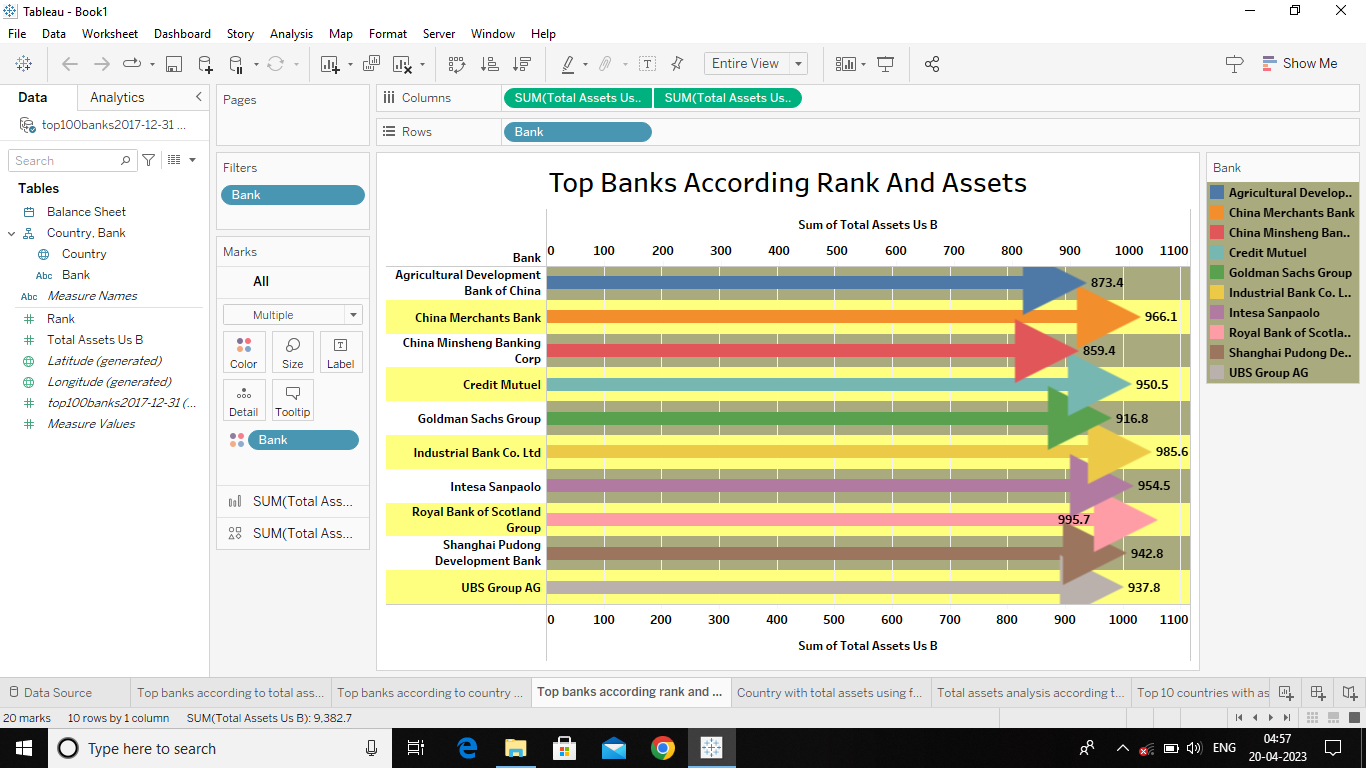 Tableau - Book1
File Data Worksheet Dashboard Story Analysis Map Format Server Window Help
Entire View
Show Me
Data Analytics
top100banks2017-12-31 ...
Search
Tables
Balance Sheet
Country, Bank
Country
Abc Bank
Abc Measure Names
Rank
Total Assets Us B
Latitude (generated)
Longitude (generated)
top100banks2017-12-31 (...
Measure Values
Pages
Filters
Bank
Marks
All
Multiple
Color Size Label
Detail Tooltip
Bank
SUM(Total Ass...
SUM(Total Ass...
Columns SUM(Total Assets Us.. SUM(Total Assets Us..
Rows Bank
Top Banks According Rank And Assets
Sum of Total Assets Us B
Bank 0 100 200 300 400 500 600 700 800 900 1000 1100
Agricultural Development
Bank of China 873.4
China Merchants Bank 966.1
China Minsheng Banking
Corp 859.4
Credit Mutuel 950.5
Goldman Sachs Group 916.8
Industrial Bank Co. Ltd 985.6
Intesa Sanpaolo 954.5
Royal Bank of Scotland
Group 995.7
Shanghai Pudong
Development Bank 942.8
UBS Group AG 937.8
0 100 200 300 400 500 600 700 800 900 1000 1100
Sum of Total Assets Us B
Bank
Agricultural Develop..
China Merchants Bank
China Minsheng Ban..
Credit Mutuel
Goldman Sachs Group
Industrial Bank Co. L..
Intesa Sanpaolo
Royal Bank of Scotla..
Shanghai Pudong De..
UBS Group AG
Data Source Top banks according to total ass... Top banks according to country ... Top banks according rank and ... Country with total assets using f... Total assets analysis according t... Top 10 countries with as
20 marks 10 rows by 1 column SUM(Total Assets Us B): 9,382.7
Type here to search
ENG
04:57
20-04-2023